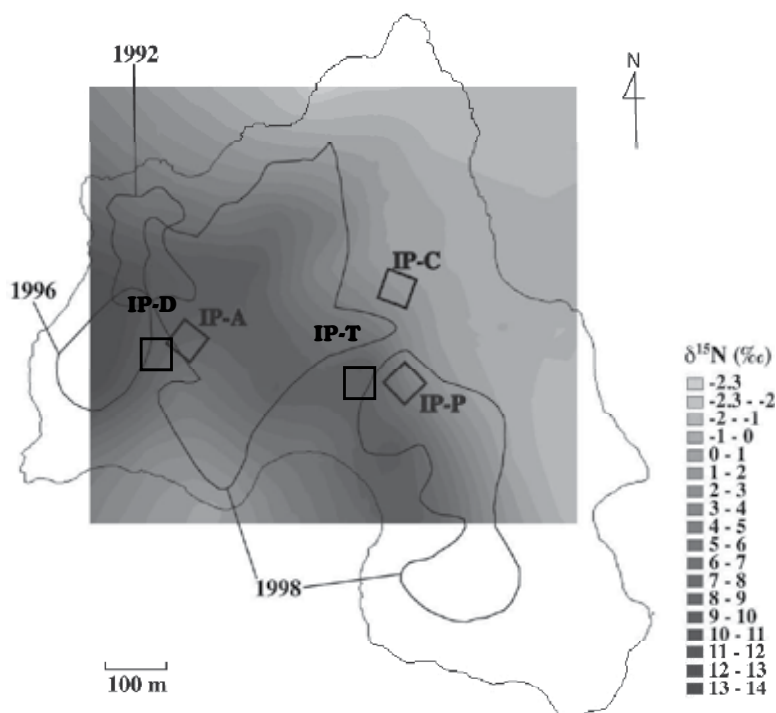 1992
N
IP-C
1996
IP-D
IP-A
IP-T
IP-P
1998
100 m
δ¹⁵N (‰)
-2.3
-2.3 - -2
-2 - -1
-1 - 0
0 - 1
1 - 2
2 - 3
3 - 4
4 - 5
5 - 6
6 - 7
7 - 8
8 - 9
9 - 10
10 - 11
11 - 12
12 - 13
13 - 14